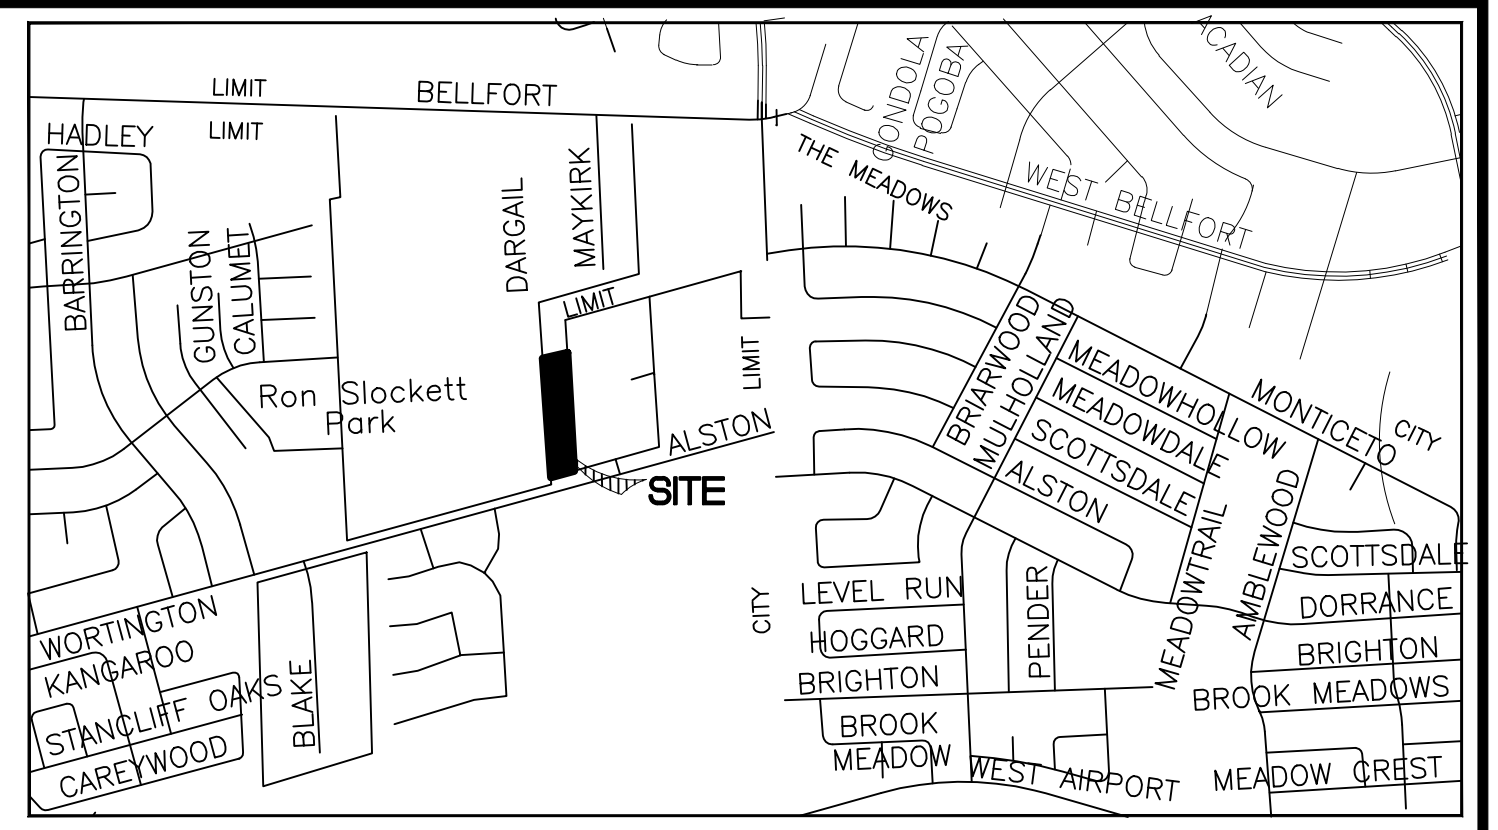 ACADIAN
GONDOLA
POGOBA
LIMIT
BELLFORT
LIMIT
HADLEY
BARRINGTON
GUNSTON
CALUMET
DARGAIL
MAYKIRK
THE MEADOWS
WEST BELLFORT
LIMIT
LIMIT
Ron Slockett
Park
ALSTON
SITE
BRIARWOOD
MULHOLLAND
MEADOWHOLLOW
MEADOWDALE
SCOTTSDALE
ALSTON
MONTICETO
CITY
MEADOWTRAIL
AMBLEWOOD
SCOTTSDALE
DORRANCE
BRIGHTON
BROOK MEADOWS
MEADOW CREST
CITY
LEVEL RUN
HOGGARD
BRIGHTON
PENDER
BROOK
MEADOW
WEST AIRPORT
WORTINGTON
KANGAROO
STANCLIFF OAKS
CAREYWOOD
BLAKE